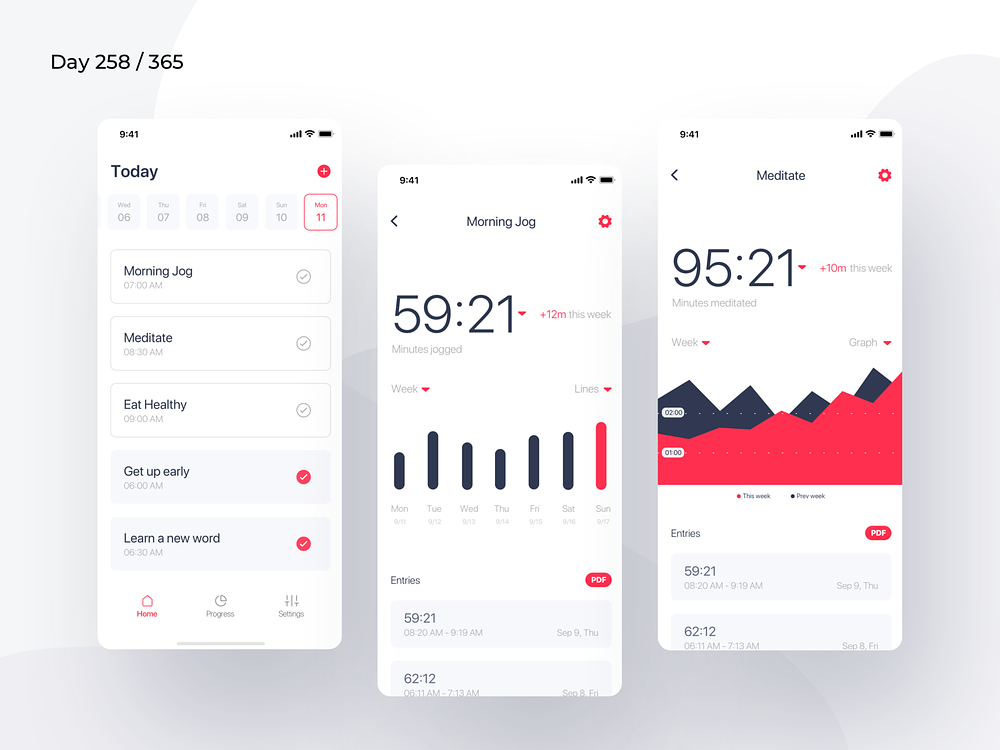 Day 258 / 365
9:41
Today
Wed Thu Fri Sat Sun Mon
06 07 08 09 10 11
Morning Jog
07:00 AM
Meditate
08:30 AM
Eat Healthy
09:00 AM
Get up early
06:00 AM
Learn a new word
06:30 AM
Home Progress Settings
9:41
Morning Jog
59:21 +12m this week
Minutes jogged
Week Lines
Mon Tue Wed Thu Fri Sat Sun
9/11 9/12 9/13 9/14 9/15 9/16 9/17
Entries PDF
59:21
08:20 AM - 9:19 AM Sep 9, Thu
62:12
06:11 AM - 7:13 AM Sep 8, Fri
9:41
Meditate
95:21 +10m this week
Minutes meditated
Week Graph
02:00
01:00
This week Prev week
Entries PDF
59:21
08:20 AM - 9:19 AM Sep 9, Thu
62:12
06:11 AM - 7:13 AM Sep 8, Fri